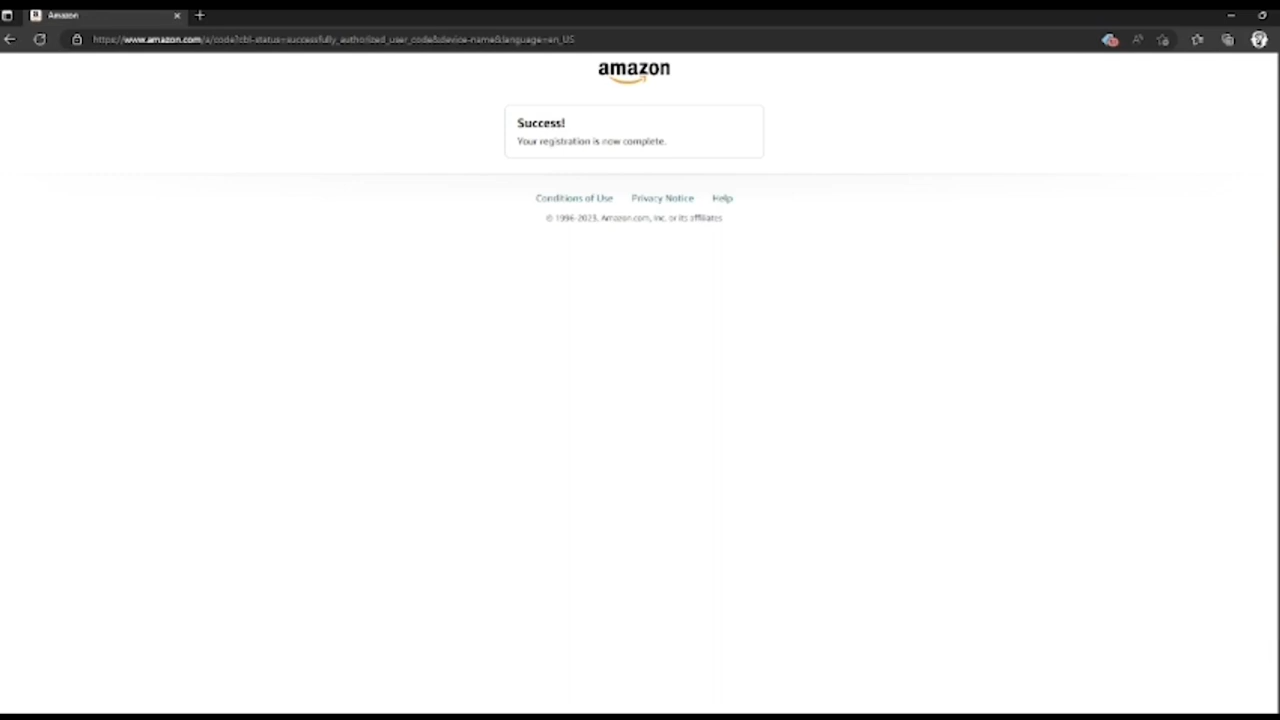 Amazon
https://www.amazon.com/a/code?cbl-status=successfully_authorized_user_code&device-name&language=en_US
amazon
Success!
Your registration is now complete.
Conditions of Use Privacy Notice Help
© 1996-2023, Amazon.com, Inc. or its affiliates